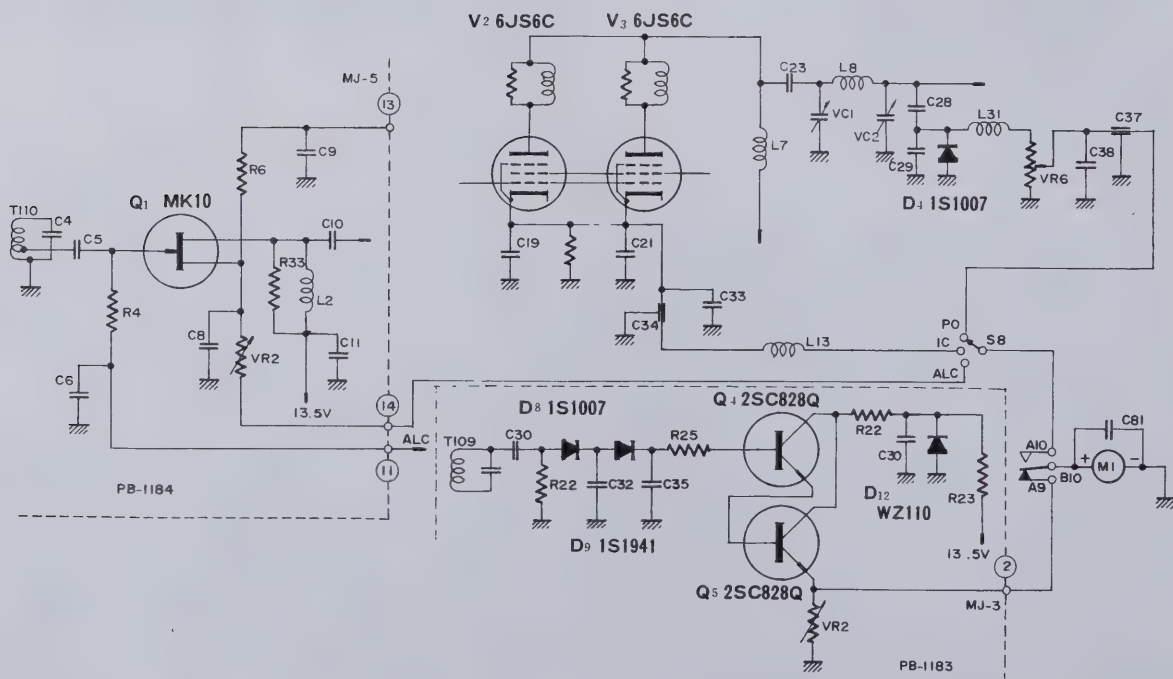 V2 6JS6C
V3 6JS6C
MJ-5
13
C23
L8
VC1
VC2
C28
C29
L31
C37
C38
VR6
D4 1S1007
L7
C9
R6
Q1 MK10
T110
C4
C5
C10
R33
L2
R4
C8
VR2
C11
C6
13.5V
14
ALC
11
PB-1184
C19
C21
C33
C34
L13
PO
IC
S8
ALC
D8 1S1007
Q4 2SC828Q
T109
C30
R22
C32
C35
R25
D9 1S1941
R22
C30
D12
WZ110
R23
13.5V
Q5 2SC828Q
VR2
2
MJ-3
PB-1183
A10
B10
A9
C81
+
M1
-